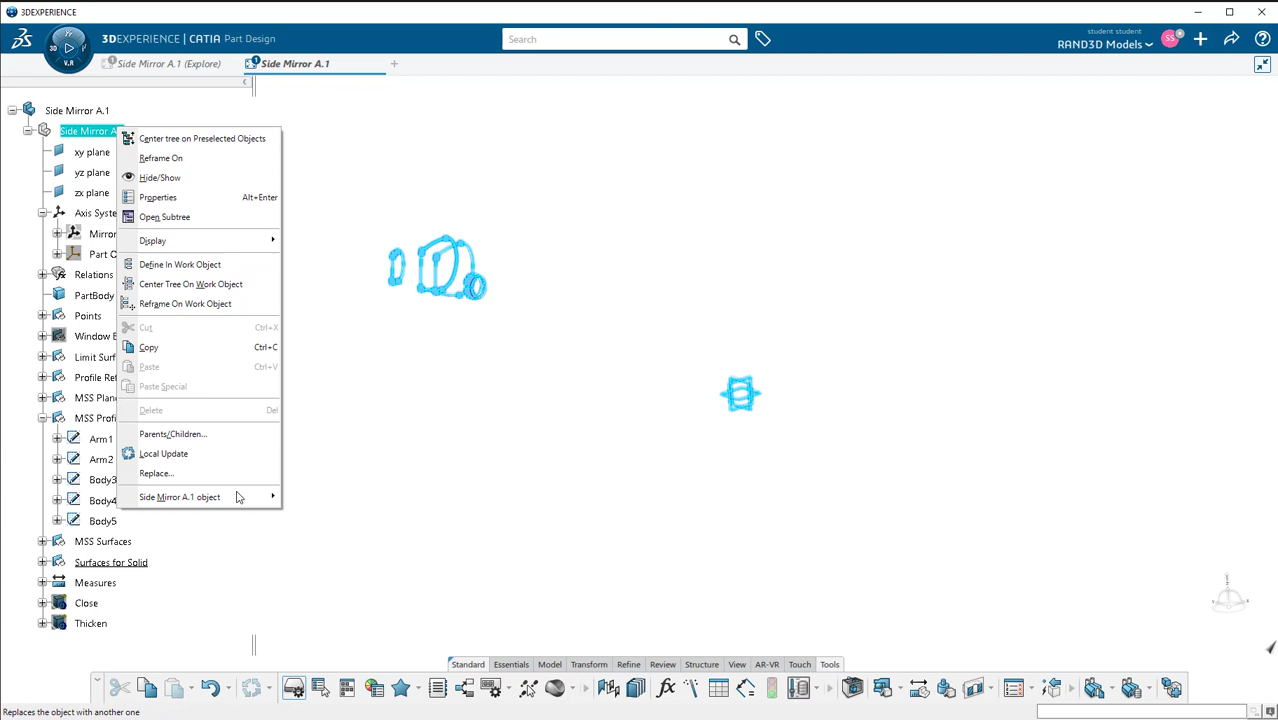 3DEXPERIENCE
3DEXPERIENCE | CATIA Part Design
Search
student student
RAND3D Models
SS
V.R
3D
Side Mirror A.1 (Explore)
Side Mirror A.1
Side Mirror A.1
Side Mirror A
xy plane
yz plane
zx plane
Axis Syste
Mirror
Part O
Relations
PartBody
Points
Window B
Limit Surf
Profile Re
MSS Plane
MSS Profi
Arm1
Arm2
Body3
Body4
Body5
MSS Surfaces
Surfaces for Solid
Measures
Close
Thicken
Center tree on Preselected Objects
Reframe On
Hide/Show
Properties Alt+Enter
Open Subtree
Display
Define In Work Object
Center Tree On Work Object
Reframe On Work Object
Cut Ctrl+X
Copy Ctrl+C
Paste Ctrl+V
Paste Special
Delete Del
Parents/Children...
Local Update
Replace...
Side Mirror A.1 object
Standard Essentials Model Transform Refine Review Structure View AR-VR Touch Tools
Replaces the object with another one